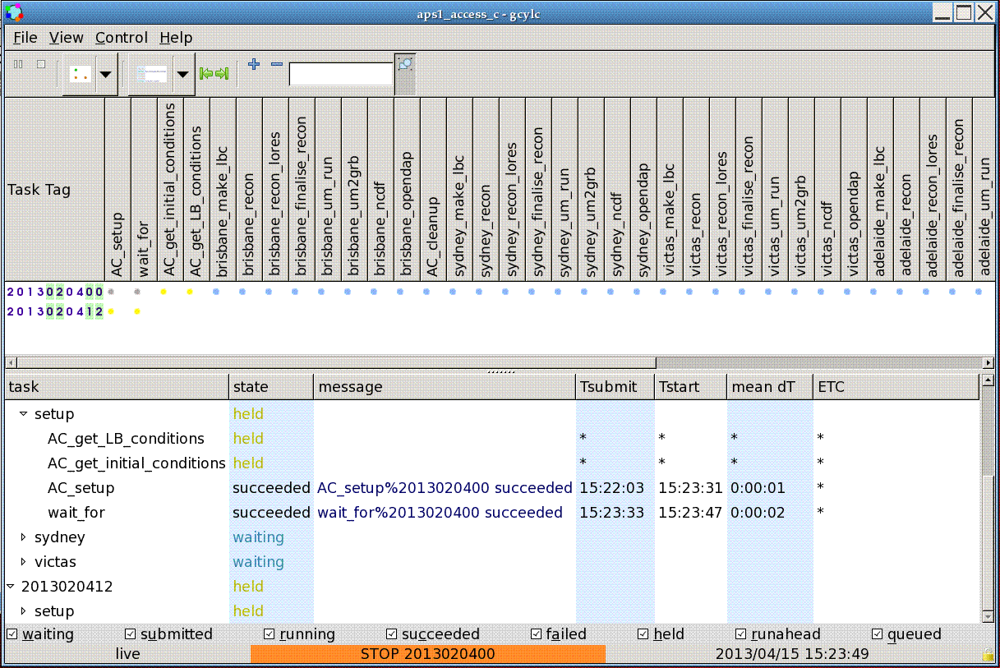 aps1_access_c - gcylc
File View Control Help
Task Tag
AC_setup
wait_for
AC_get_initial_conditions
AC_get_LB_conditions
brisbane_make_lbc
brisbane_recon
brisbane_recon_lores
brisbane_finalise_recon
brisbane_um_run
brisbane_um2grb
brisbane_ncdf
brisbane_opendap
AC_cleanup
sydney_make_lbc
sydney_recon
sydney_recon_lores
sydney_finalise_recon
sydney_um_run
sydney_um2grb
sydney_ncdf
sydney_opendap
victas_make_lbc
victas_recon
victas_recon_lores
victas_finalise_recon
victas_um_run
victas_um2grb
victas_ncdf
victas_opendap
adelaide_make_lbc
adelaide_recon
adelaide_recon_lores
adelaide_finalise_recon
adelaide_um_run
2013020400
2013020412
task state message Tsubmit Tstart mean dT ETC
setup held
AC_get_LB_conditions held * * * *
AC_get_initial_conditions held * * * *
AC_setup succeeded AC_setup%2013020400 succeeded 15:22:03 15:23:31 0:00:01 *
wait_for succeeded wait_for%2013020400 succeeded 15:23:33 15:23:47 0:00:02 *
sydney waiting
victas waiting
2013020412 held
setup held
waiting submitted running succeeded failed held runahead queued
live STOP 2013020400 2013/04/15 15:23:49